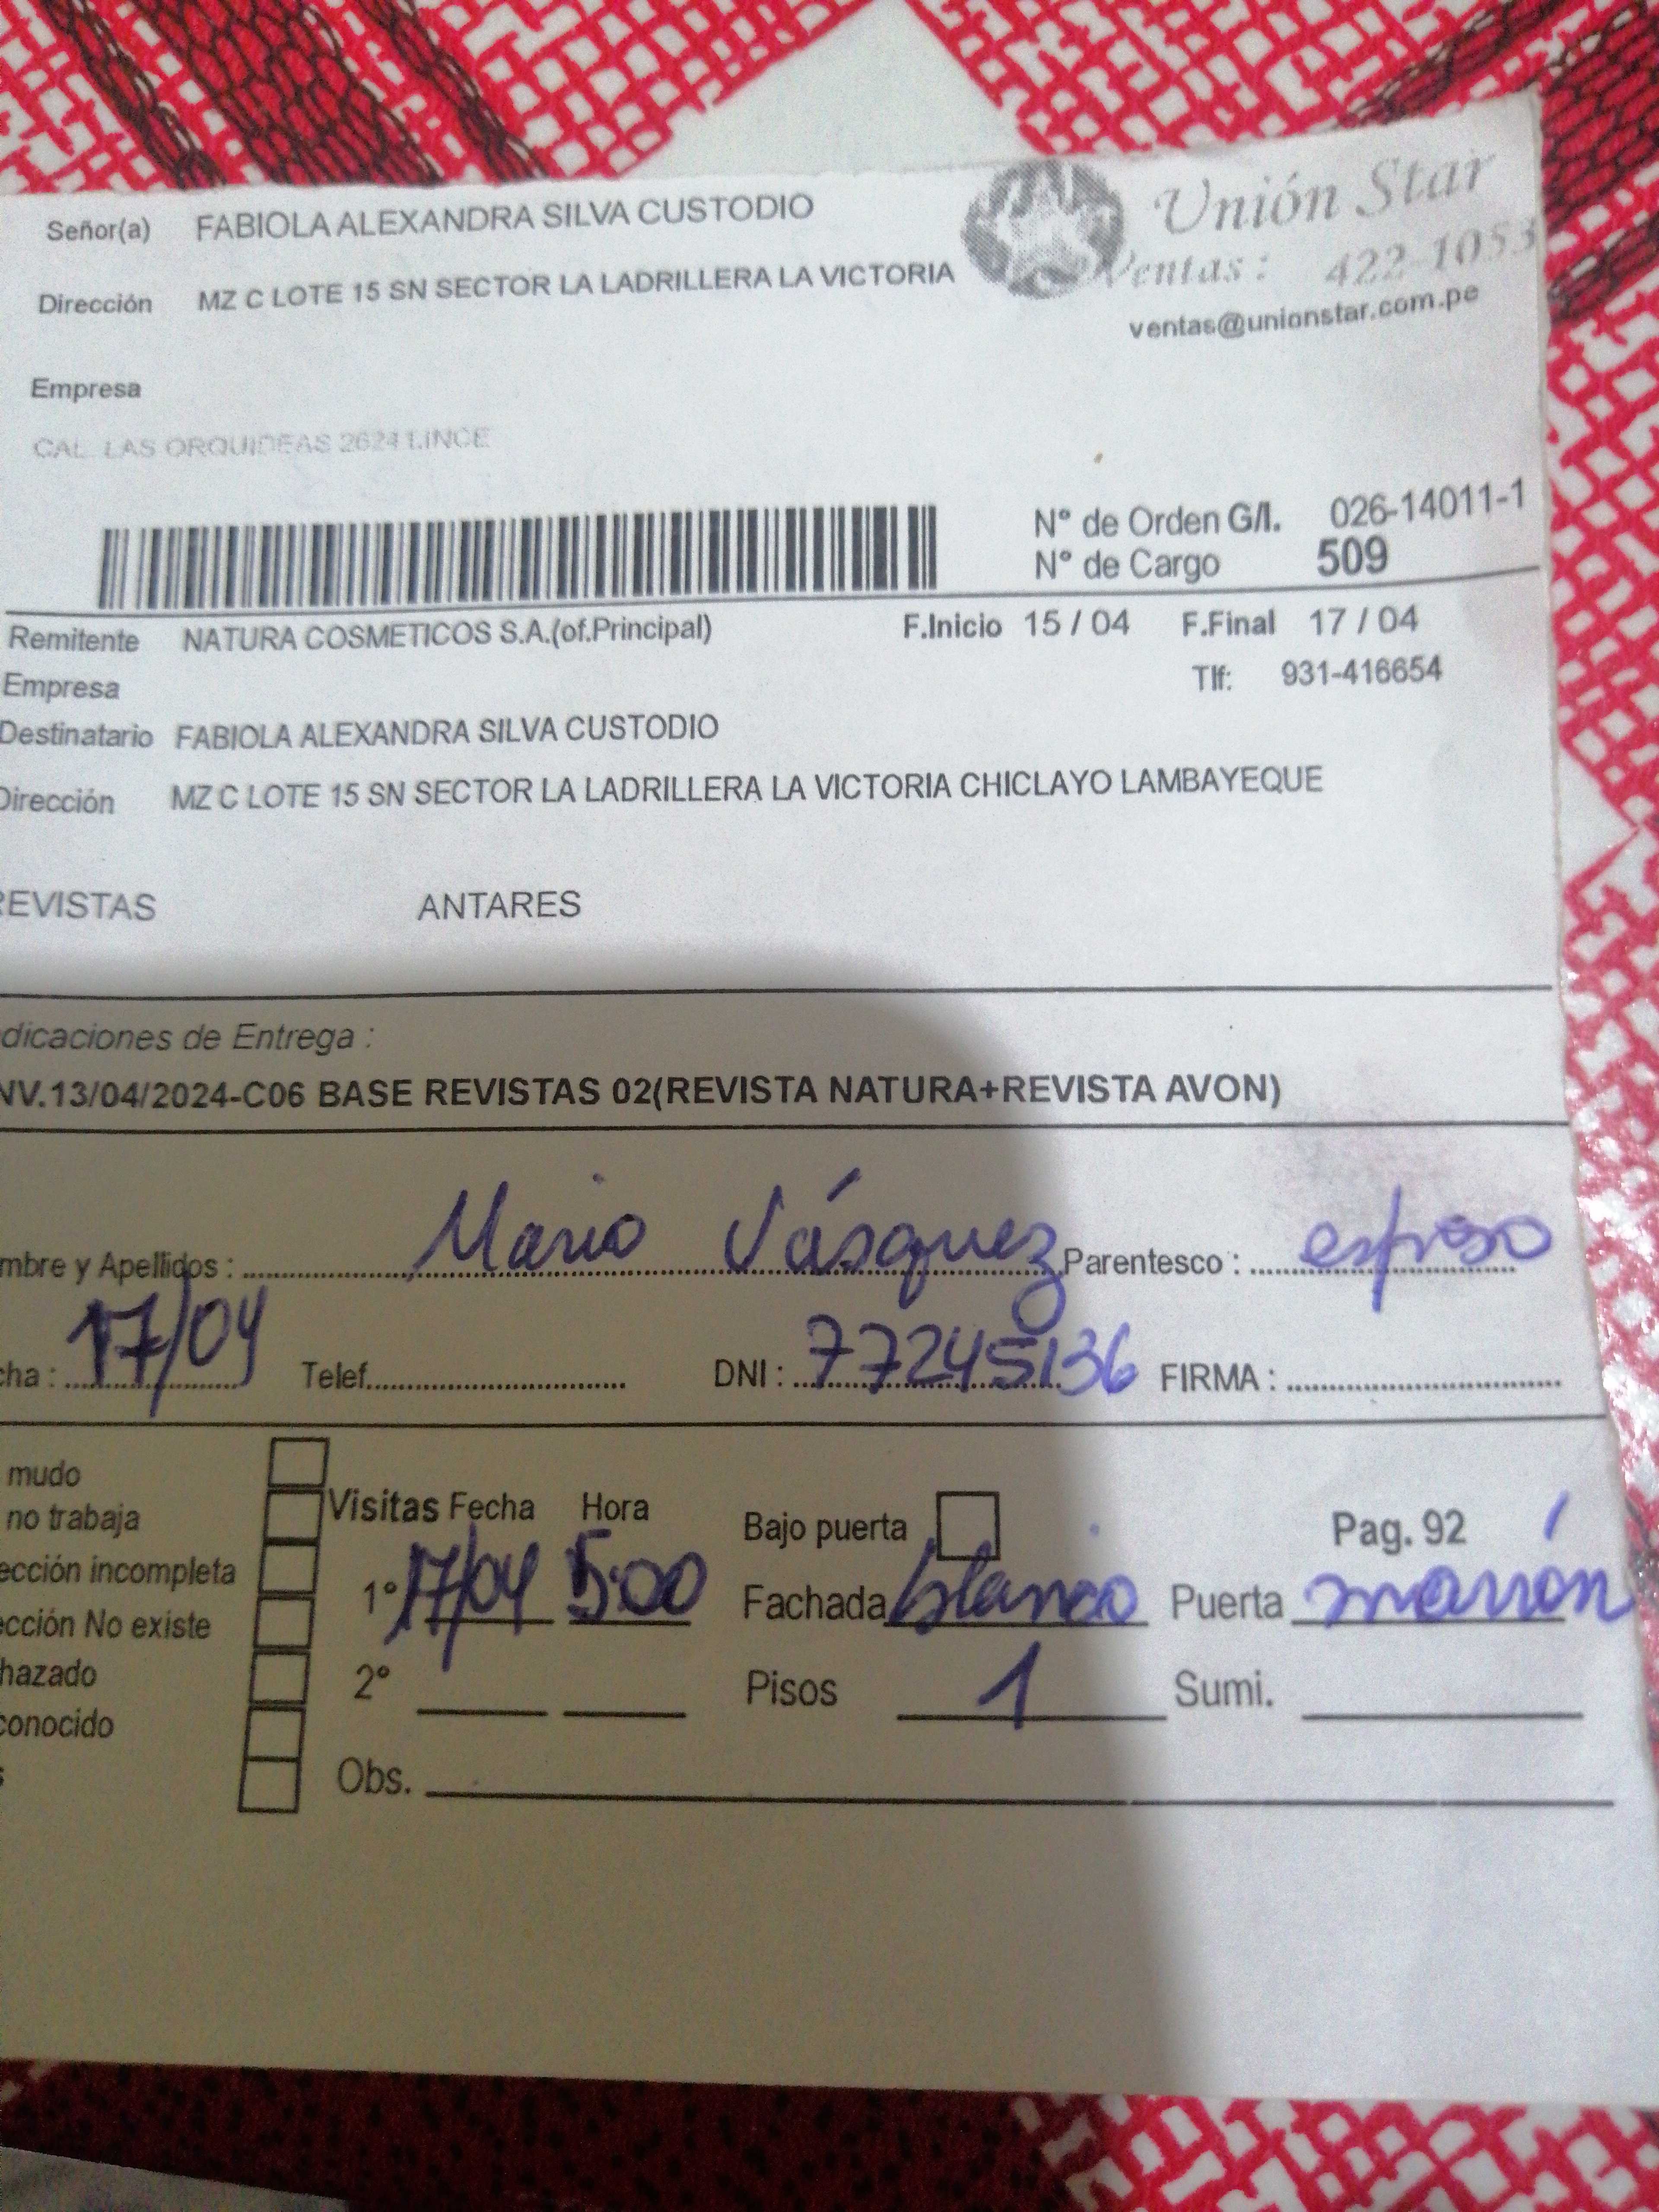 Señor(a) FABIOLA ALEXANDRA SILVA CUSTODIO
Unión Star
Dirección MZ C LOTE 15 SN SECTOR LA LADRILLERA LA VICTORIA
Ventas : 422-1053
ventas@unionstar.com.pe
Empresa
CAL. LAS ORQUIDEAS 2624 LINCE
N° de Orden G/I. 026-14011-1
N° de Cargo 509
Remitente NATURA COSMETICOS S.A.(of.Principal) F.Inicio 15 / 04 F.Final 17 / 04
Empresa Tlf: 931-416654
Destinatario FABIOLA ALEXANDRA SILVA CUSTODIO
Dirección MZ C LOTE 15 SN SECTOR LA LADRILLERA LA VICTORIA CHICLAYO LAMBAYEQUE
REVISTAS ANTARES
dicaciones de Entrega :
NV.13/04/2024-C06 BASE REVISTAS 02(REVISTA NATURA+REVISTA AVON)
mbre y Apellidos : Mario Vásquez Parentesco : esposo
cha : 17/04 Telef. DNI : 77245136 FIRMA :
mudo
no trabaja Visitas Fecha Hora Bajo puerta Pag. 92
ección incompleta 1° 17/04 5:00 Fachada blanco Puerta marrón
ección No existe
hazado 2° Pisos 1 Sumi.
conocido
s Obs.